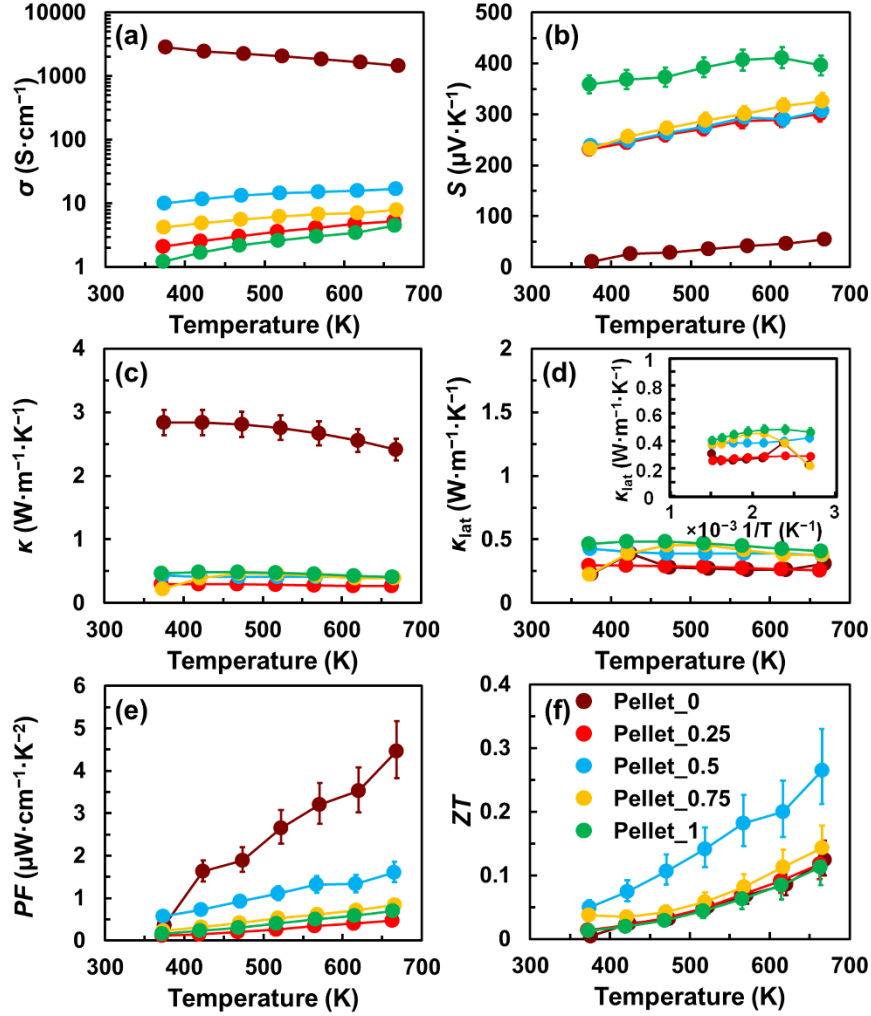 (a)
σ (S·cm⁻¹)
10000
1000
100
10
1
300 400 500 600 700
Temperature (K)
(b)
S (μV·K⁻¹)
500
400
300
200
100
0
300 400 500 600 700
Temperature (K)
(c)
κ (W·m⁻¹·K⁻¹)
4
3
2
1
0
300 400 500 600 700
Temperature (K)
(d)
κlat (W·m⁻¹·K⁻¹)
2
1.5
1
0.5
0
300 400 500 600 700
Temperature (K)
κlat (W·m⁻¹·K⁻¹)
1
0.8
0.6
0.4
0.2
0
1 2 3
×10⁻³ 1/T (K⁻¹)
(e)
PF (μW·cm⁻¹·K⁻²)
6
5
4
3
2
1
0
300 400 500 600 700
Temperature (K)
(f)
ZT
0.4
0.3
0.2
0.1
0
300 400 500 600 700
Temperature (K)
Pellet_0
Pellet_0.25
Pellet_0.5
Pellet_0.75
Pellet_1